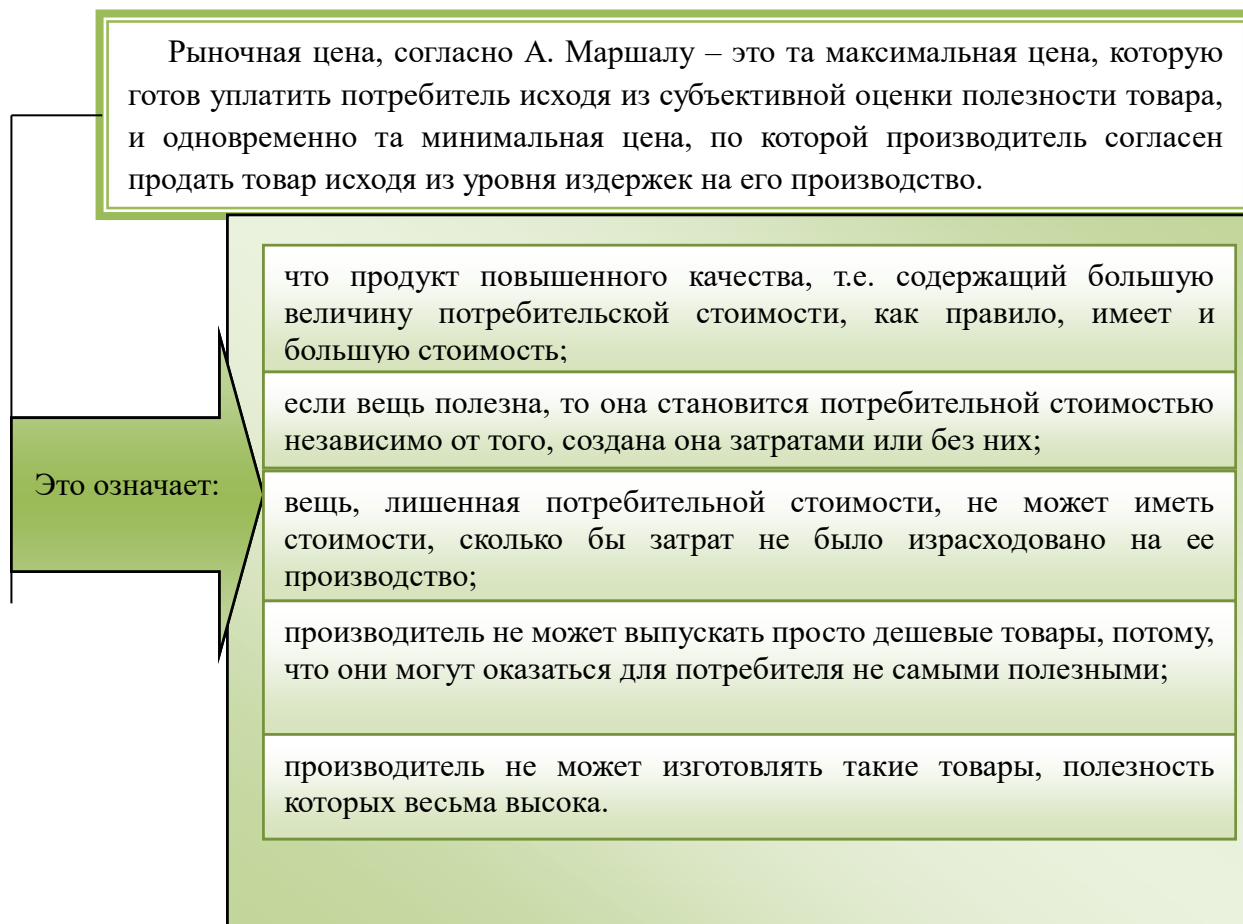 Рыночная цена, согласно А. Маршалу – это та максимальная цена, которую
готов уплатить потребитель исходя из субъективной оценки полезности товара,
и одновременно та минимальная цена, по которой производитель согласен
продать товар исходя из уровня издержек на его производство.
что продукт повышенного качества, т.е. содержащий большую
величину потребительской стоимости, как правило, имеет и
большую стоимость;
если вещь полезна, то она становится потребительной стоимостью
независимо от того, создана она затратами или без них;
Это означает:
вещь, лишенная потребительной стоимости, не может иметь
стоимости, сколько бы затрат не было израсходовано на ее
производство;
производитель не может выпускать просто дешевые товары, потому,
что они могут оказаться для потребителя не самыми полезными;
производитель не может изготовлять такие товары, полезность
которых весьма высока.